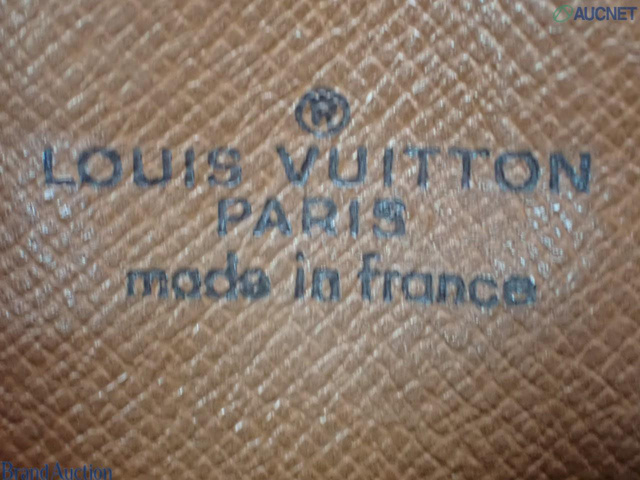 AUCNET
®
LOUIS VUITTON
PARIS
made in france
Brand Auction